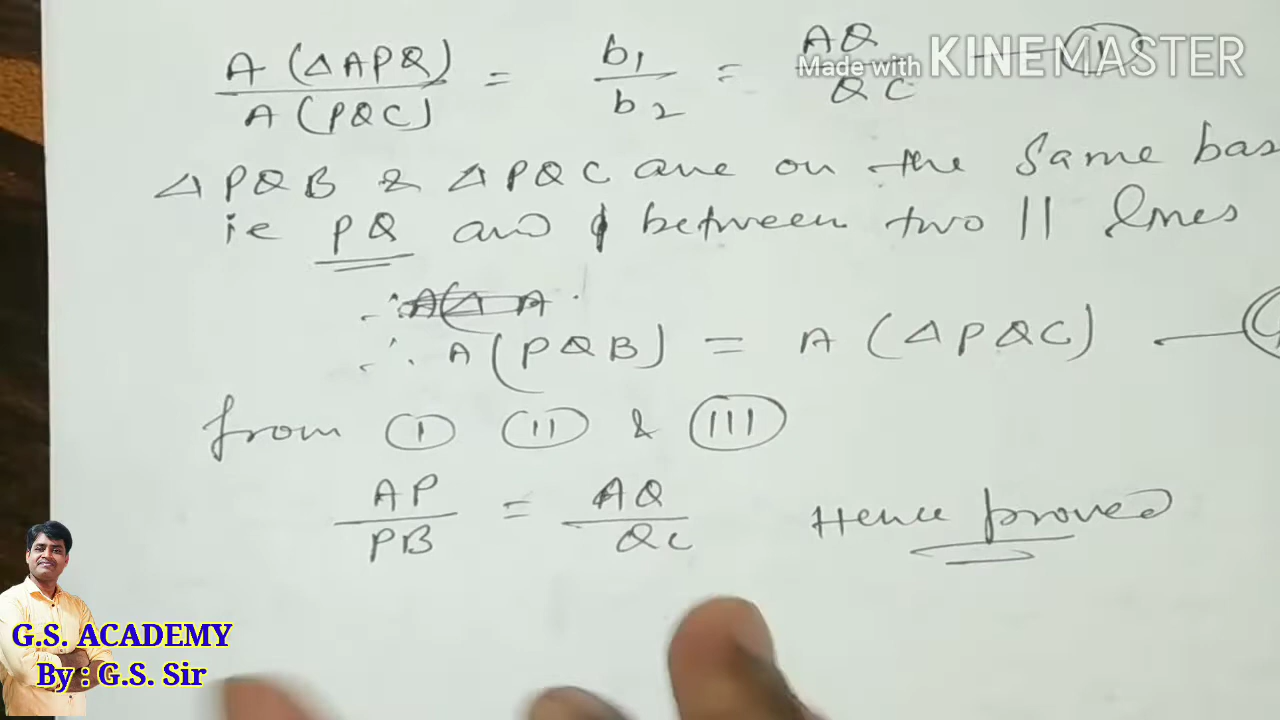 A (△APQ) / A (PQC) = b1 / b2 = AQ / QC — II
Made with KINEMASTER
△ PQB & △PQC are on the same bas
ie PQ and between two || lines
∴ A(△ A
∴ A (PQB) = A (△PQC) —
from I II & III
AP / PB = AQ / QC Hence proved
G.S. ACADEMY
By : G.S. Sir